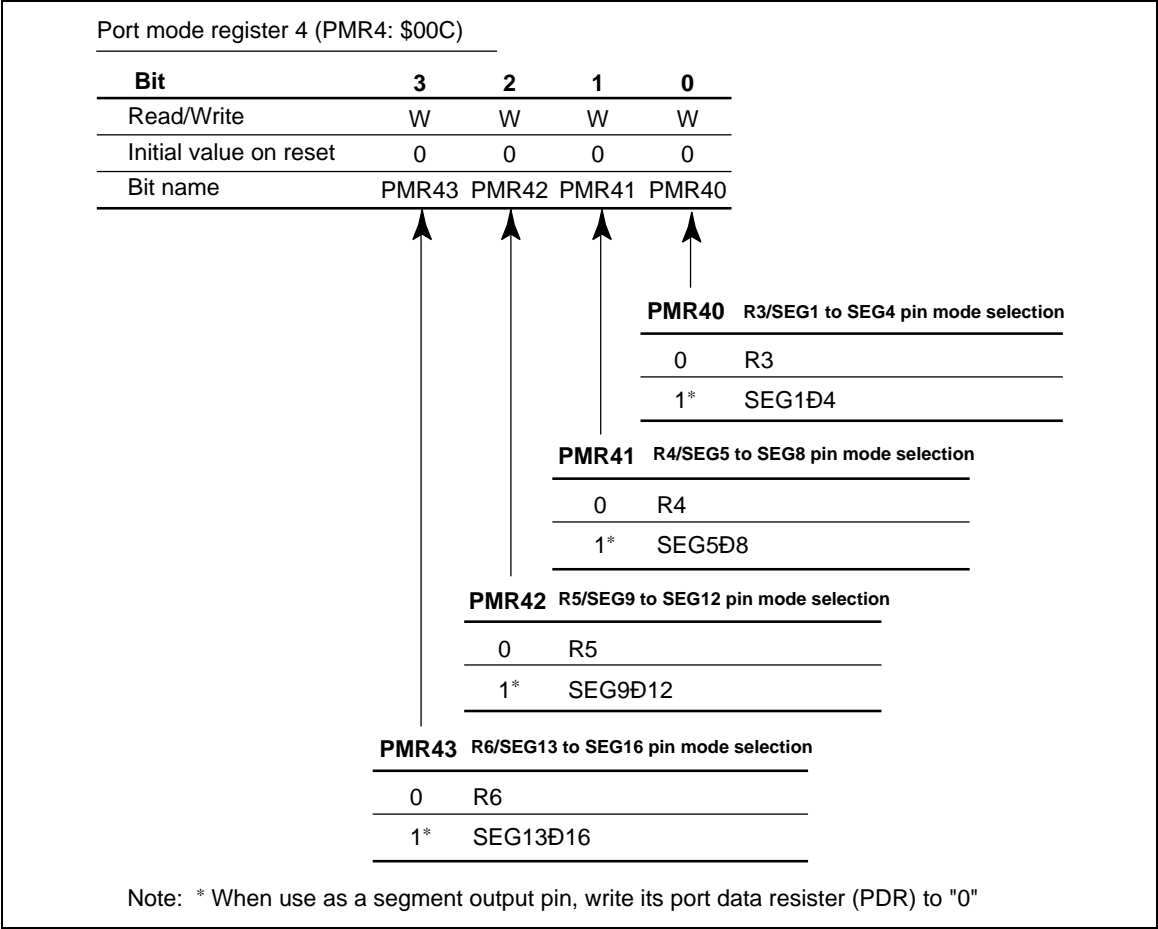 Port mode register 4 (PMR4: $00C)
Bit 3 2 1 0
Read/Write W W W W
Initial value on reset 0 0 0 0
Bit name PMR43 PMR42 PMR41 PMR40
PMR40 R3/SEG1 to SEG4 pin mode selection
0 R3
1* SEG1Ð4
PMR41 R4/SEG5 to SEG8 pin mode selection
0 R4
1* SEG5Ð8
PMR42 R5/SEG9 to SEG12 pin mode selection
0 R5
1* SEG9Ð12
PMR43 R6/SEG13 to SEG16 pin mode selection
0 R6
1* SEG13Ð16
Note: * When use as a segment output pin, write its port data resister (PDR) to "0"